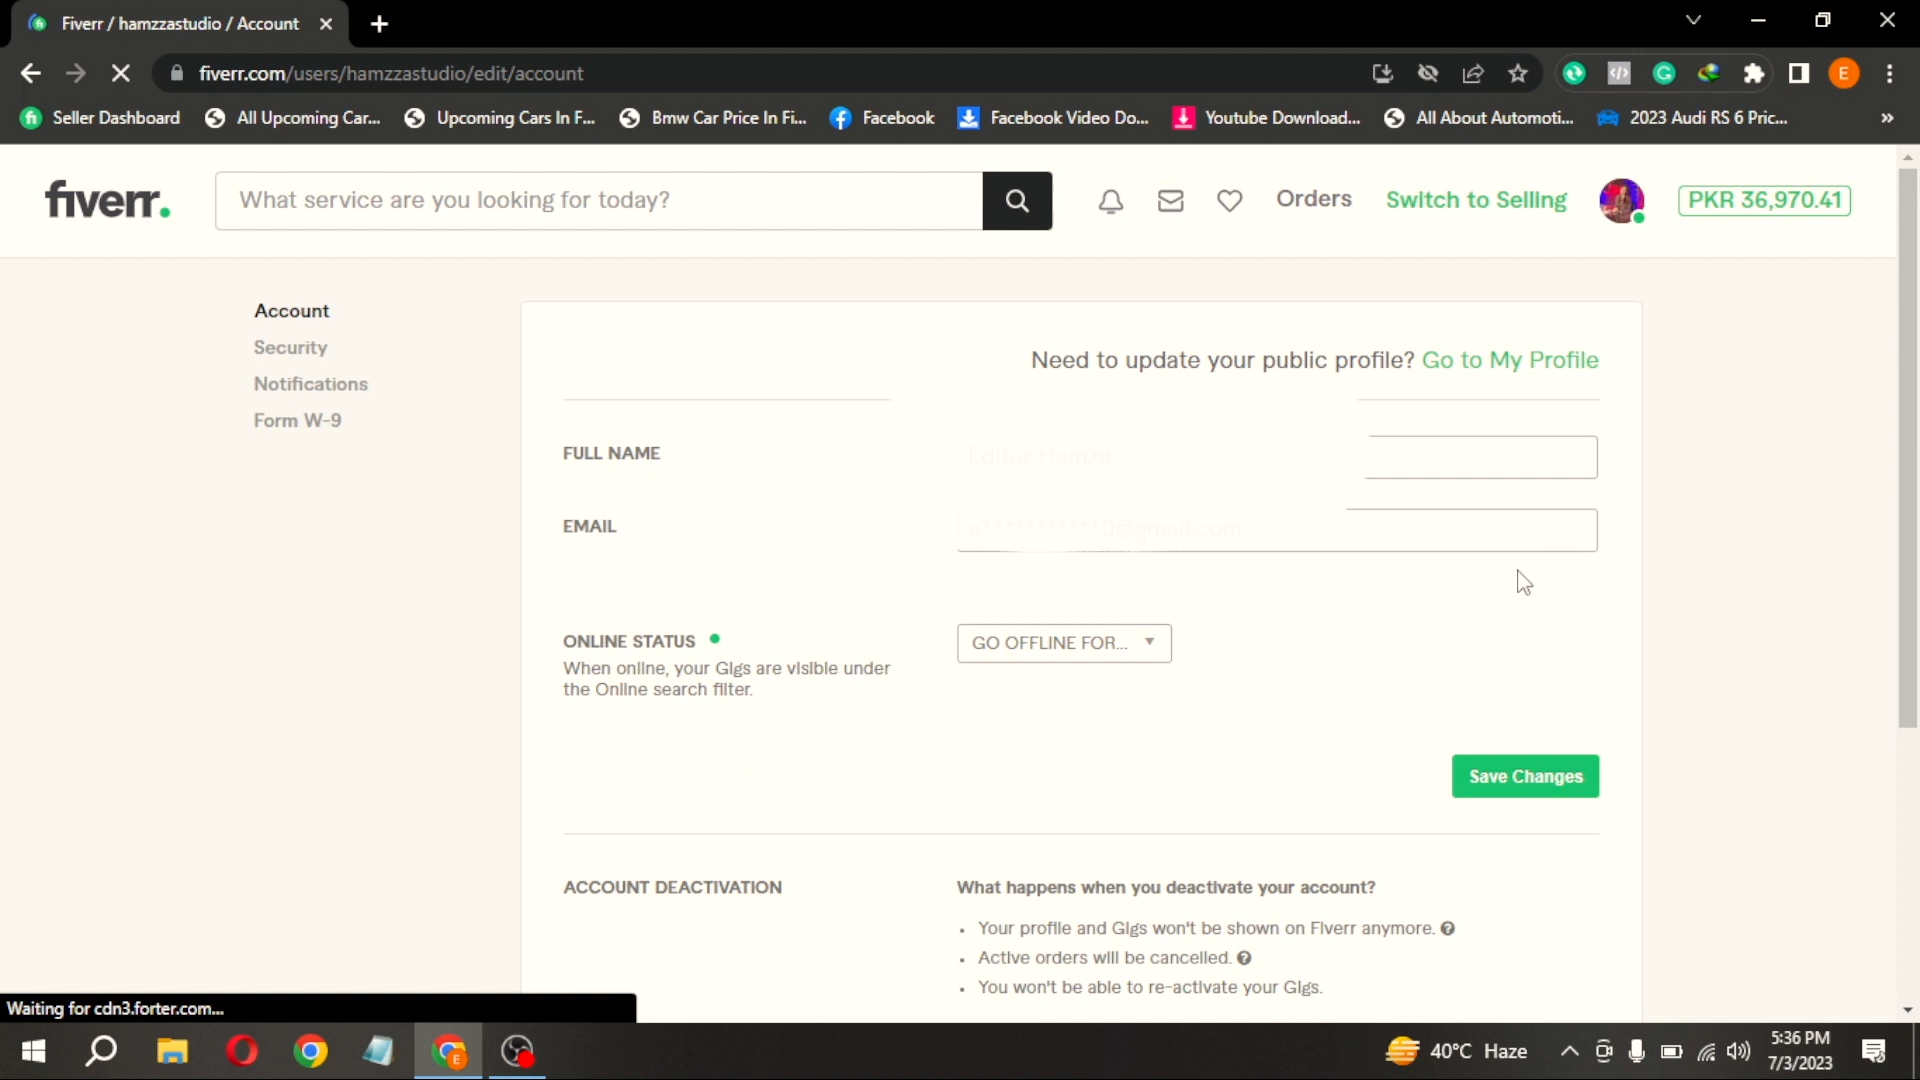 Fiverr / hamzzastudio / Account
fiverr.com/users/hamzzastudio/edit/account
E
Seller Dashboard
All Upcoming Car...
Upcoming Cars In F...
Bmw Car Price In Fi...
Facebook
Facebook Video Do...
Youtube Download...
All About Automoti...
2023 Audi RS 6 Pric...
»
fiverr.
What service are you looking for today?
Orders
Switch to Selling
PKR 36,970.41
Account
Security
Notifications
Form W-9
Need to update your public profile? Go to My Profile
FULL NAME
Editor Hamza
EMAIL
0@gmail.com
ONLINE STATUS
When online, your Gigs are visible under
the Online search filter.
GO OFFLINE FOR...
Save Changes
ACCOUNT DEACTIVATION
What happens when you deactivate your account?
• Your profile and Gigs won't be shown on Fiverr anymore.
• Active orders will be cancelled.
• You won't be able to re-activate your Gigs.
Waiting for cdn3.forter.com...
E
40°C Haze
5:36 PM
7/3/2023